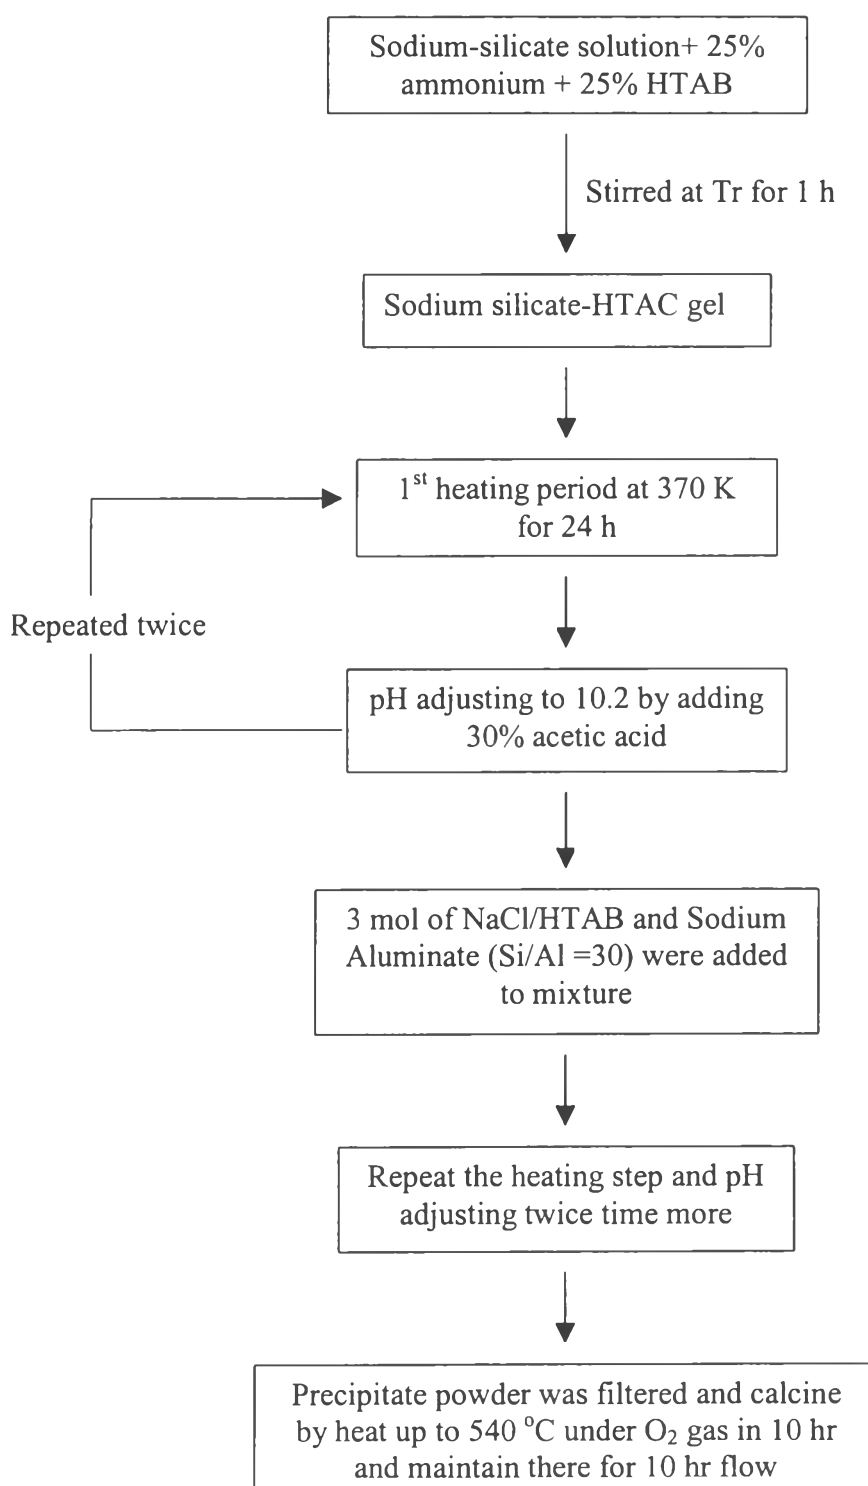 Sodium-silicate solution+ 25%
ammonium + 25% HTAB
Stirred at Tr for 1 h
Sodium silicate-HTAC gel
1st heating period at 370 K
for 24 h
Repeated twice
pH adjusting to 10.2 by adding
30% acetic acid
3 mol of NaCl/HTAB and Sodium
Aluminate (Si/Al =30) were added
to mixture
Repeat the heating step and pH
adjusting twice time more
Precipitate powder was filtered and calcine
by heat up to 540 °C under O2 gas in 10 hr
and maintain there for 10 hr flow